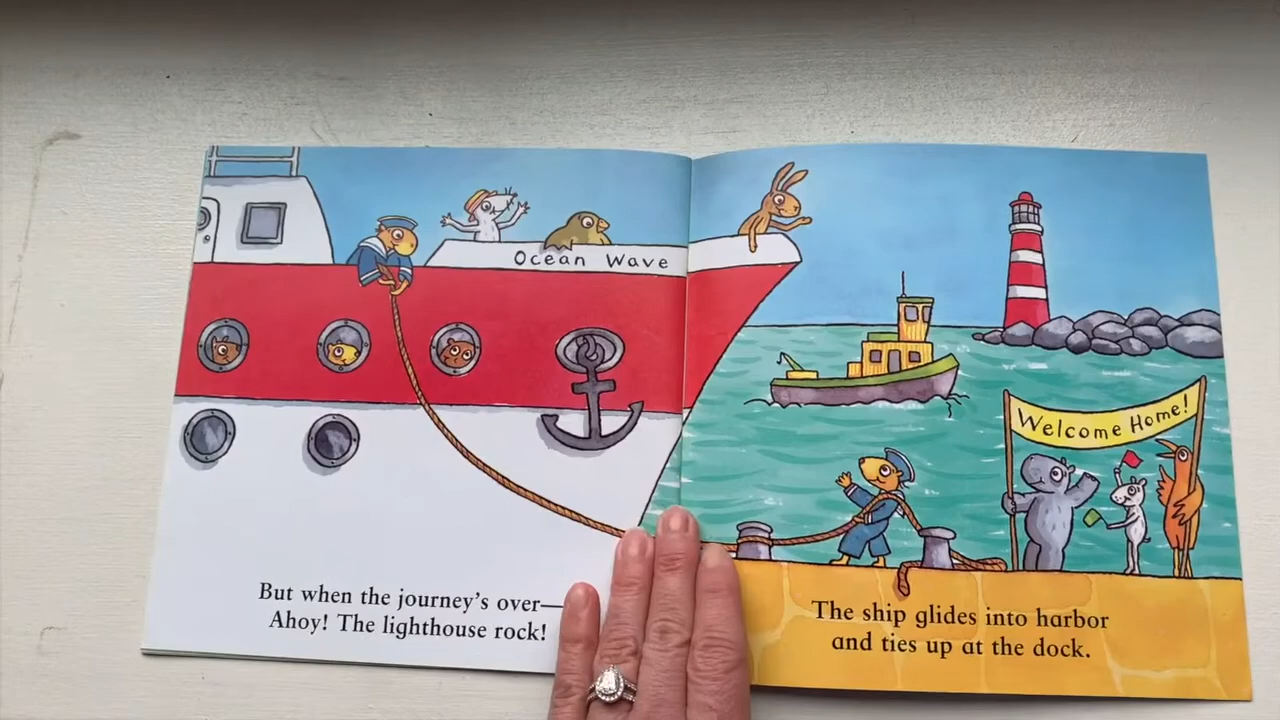 Ocean Wave
But when the journey's over—
Ahoy! The lighthouse rock!
Welcome Home!
The ship glides into harbor
and ties up at the dock.